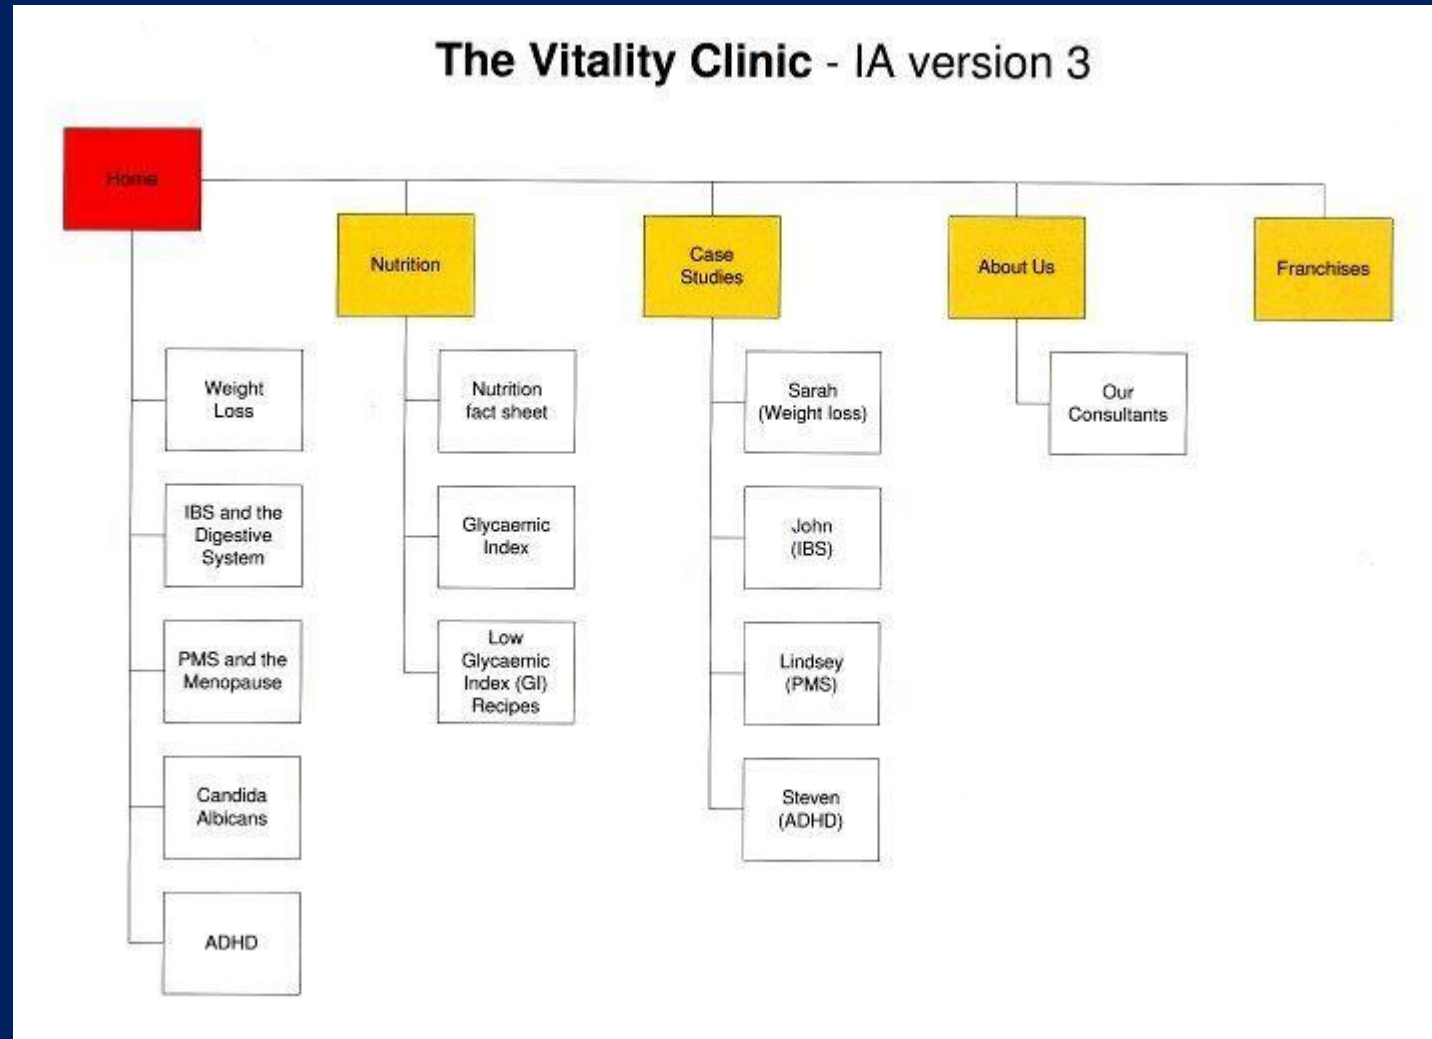 The Vitality Clinic - IA version 3
Home
Nutrition
Case
Studies
About Us
Franchises
Weight
Loss
IBS and the
Digestive
System
PMS and the
Menopause
Candida
Albicans
ADHD
Nutrition
fact sheet
Glycaemic
Index
Low
Glycaemic
Index (GI)
Recipes
Sarah
(Weight loss)
John
(IBS)
Lindsey
(PMS)
Steven
(ADHD)
Our
Consultants